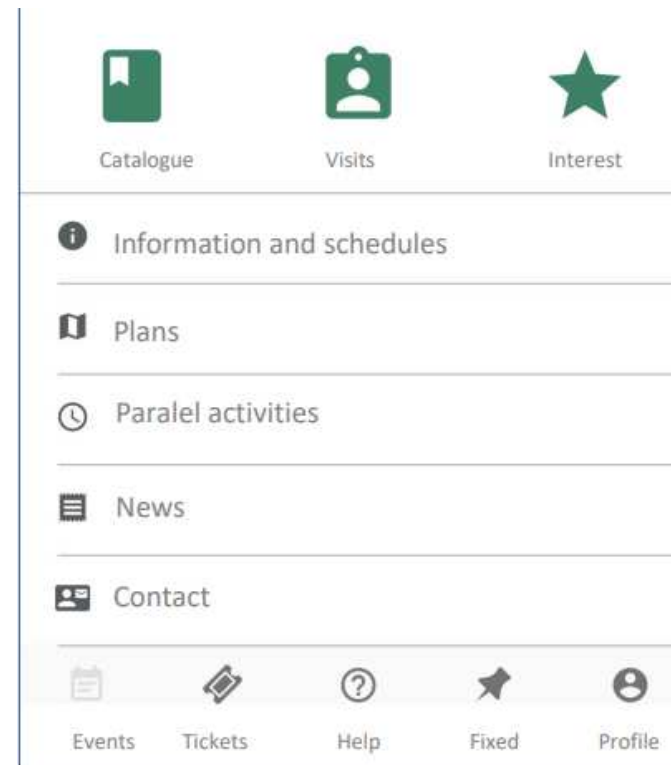 Catalogue Visits Interest
Information and schedules
Plans
Paralel activities
News
Contact
Events Tickets Help Fixed Profile